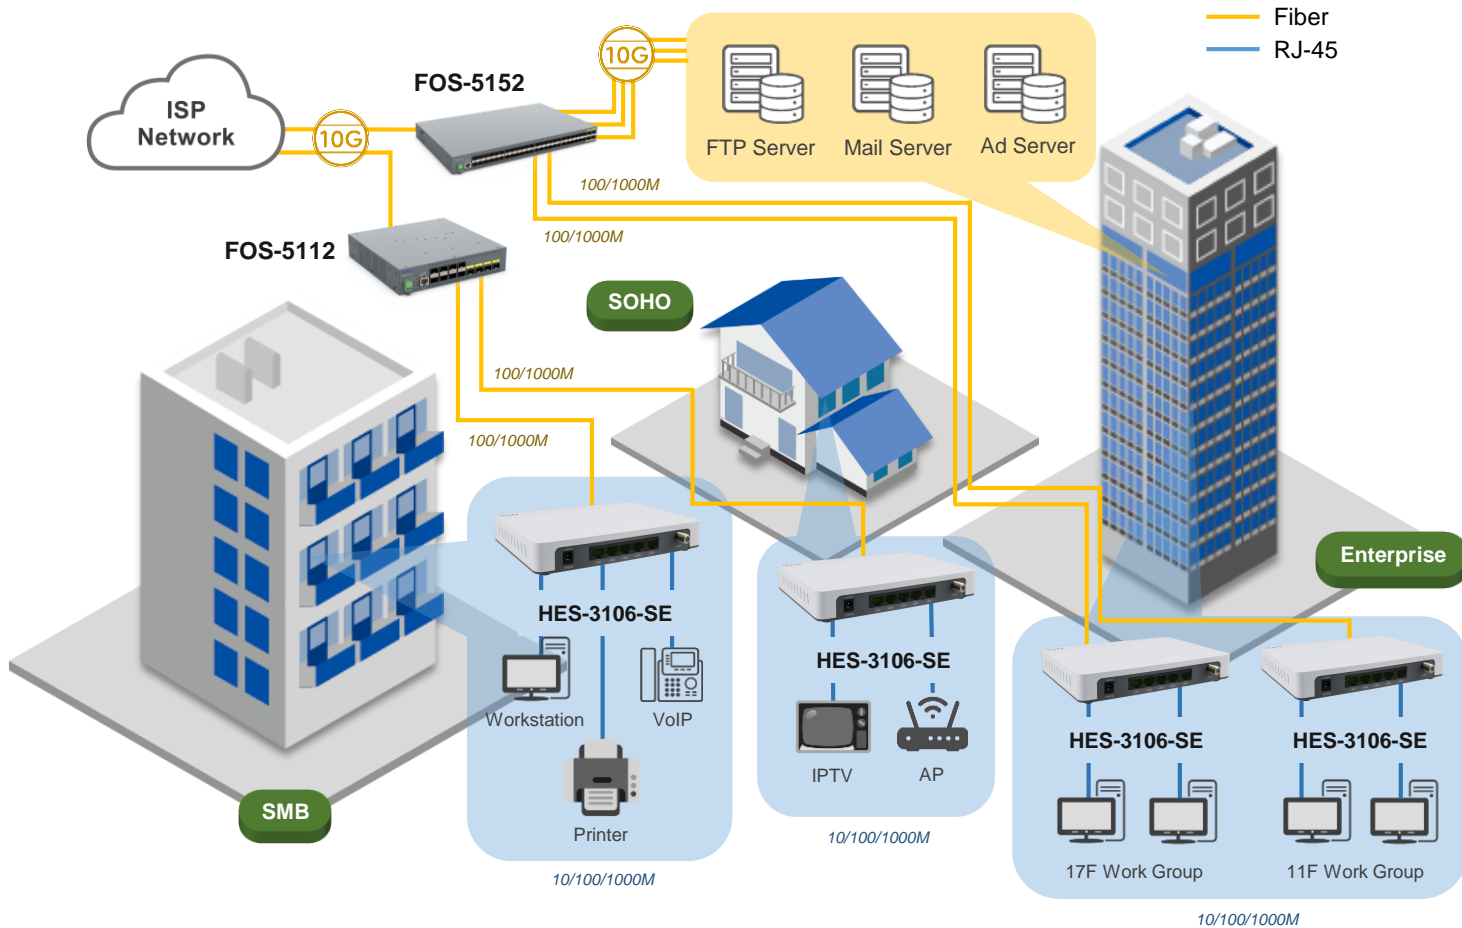 Fiber
RJ-45
10G
FOS-5152
ISP
Network
10G
FTP Server
Mail Server
Ad Server
100/1000M
100/1000M
FOS-5112
SOHO
100/1000M
100/1000M
Enterprise
HES-3106-SE
HES-3106-SE
HES-3106-SE
HES-3106-SE
Workstation
VoIP
IPTV
AP
SMB
Printer
17F Work Group
11F Work Group
10/100/1000M
10/100/1000M
10/100/1000M